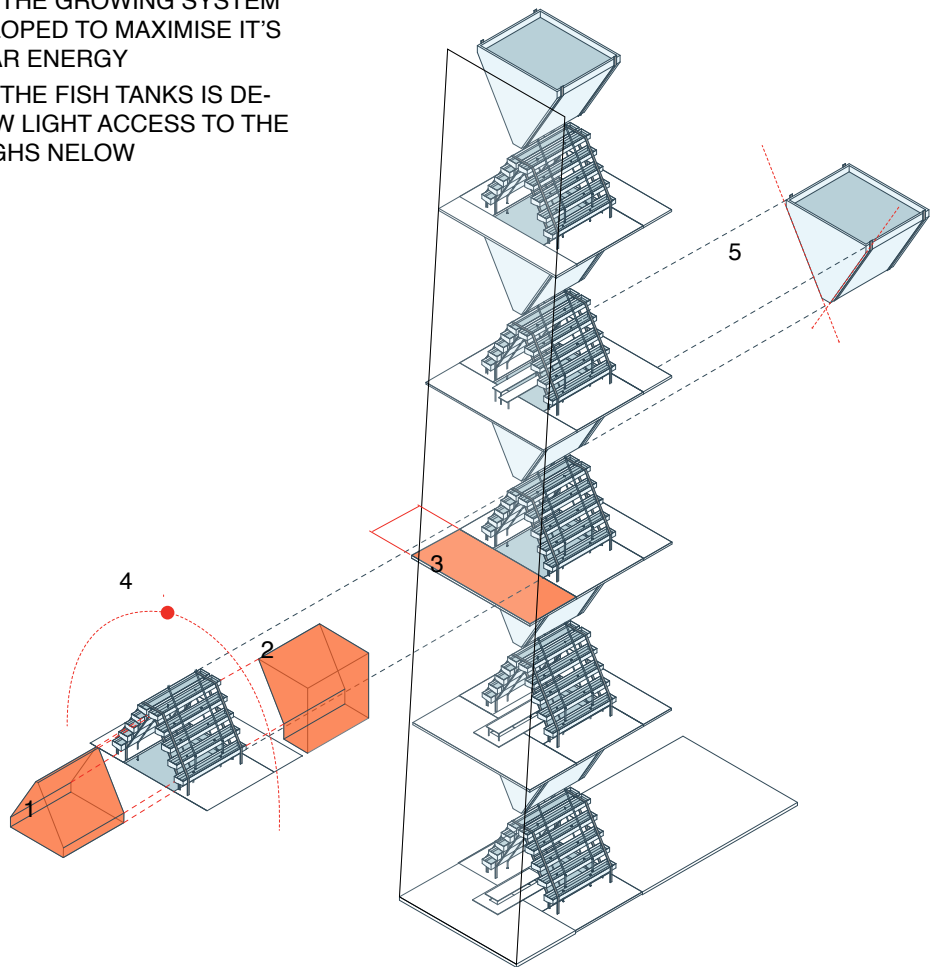 THE GROWING SYSTEM
LOPED TO MAXIMISE IT'S
AR ENERGY
THE FISH TANKS IS DE-
W LIGHT ACCESS TO THE
GHS NELOW
5
3
4
2
1